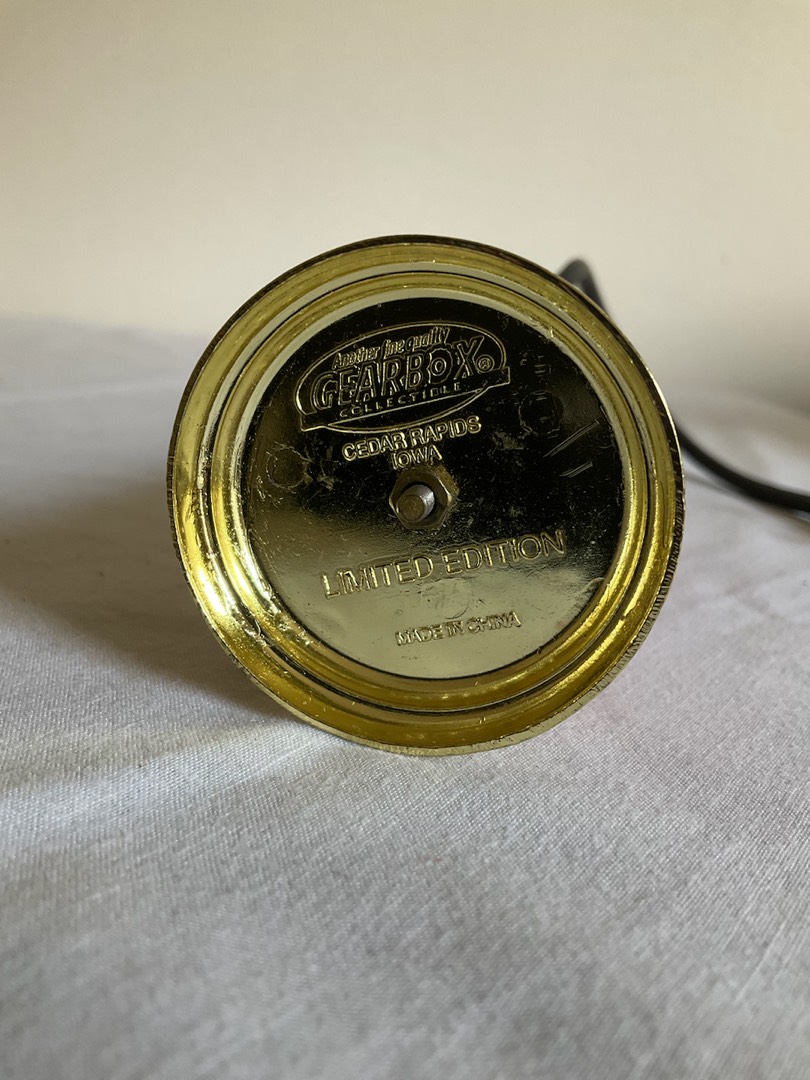 Another fine quality
GEARBOX®
COLLECTIBLE
CEDAR RAPIDS
IOWA
LIMITED EDITION
MADE IN CHINA